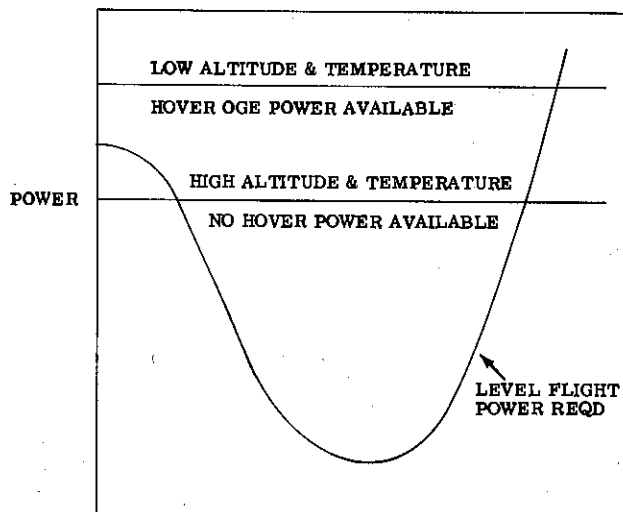 LOW ALTITUDE & TEMPERATURE
HOVER OGE POWER AVAILABLE
HIGH ALTITUDE & TEMPERATURE
POWER
NO HOVER POWER AVAILABLE
LEVEL FLIGHT
POWER REQD